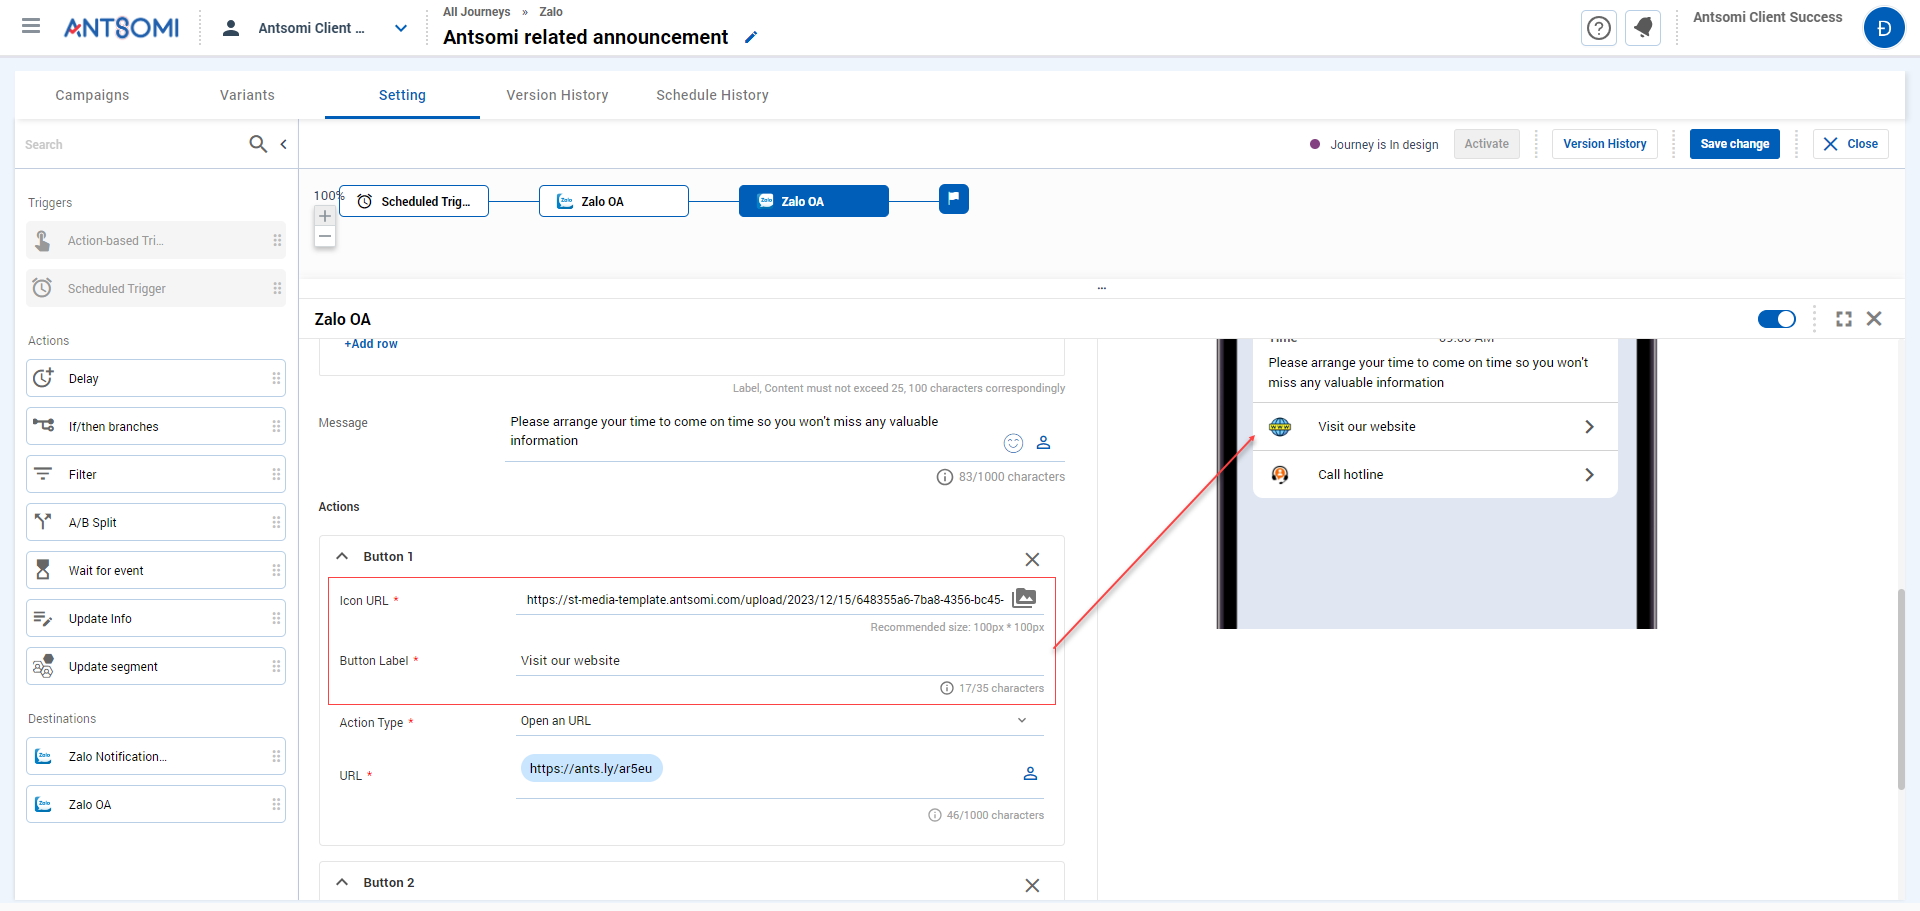 ANTSOMI
Antsomi Client ...
All Journeys » Zalo
Antsomi related announcement
Antsomi Client Success
Đ
Campaigns
Variants
Setting
Version History
Schedule History
Search
Journey is In design
Activate
Version History
Save change
Close
Triggers
Action-based Tri...
Scheduled Trigger
Actions
Delay
If/then branches
Filter
A/B Split
Wait for event
Update Info
Update segment
Destinations
Zalo Notification...
Zalo OA
100%
Scheduled Trig...
Zalo OA
Zalo OA
...
Zalo OA
+Add row
Label, Content must not exceed 25, 100 characters correspondingly
Message
Please arrange your time to come on time so you won't miss any valuable
information
83/1000 characters
Actions
Button 1
Icon URL *
https://st-media-template.antsomi.com/upload/2023/12/15/648355a6-7ba8-4356-bc45-
Recommended size: 100px * 100px
Button Label *
Visit our website
17/35 characters
Action Type *
Open an URL
URL *
https://ants.ly/ar5eu
46/1000 characters
Button 2
Please arrange your time to come on time so you won't
miss any valuable information
WWW
Visit our website
Call hotline